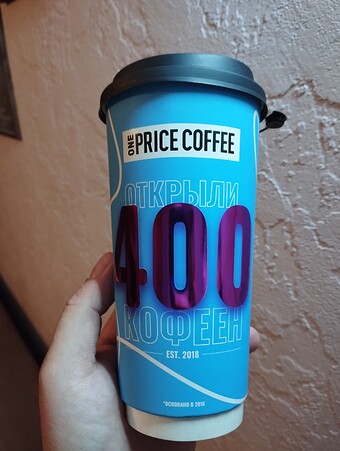 ONE PRICE COFFEE
ОТКРЫЛИ
400
КОФЕЕН
EST. 2018
*ОСНОВАНО В 2018